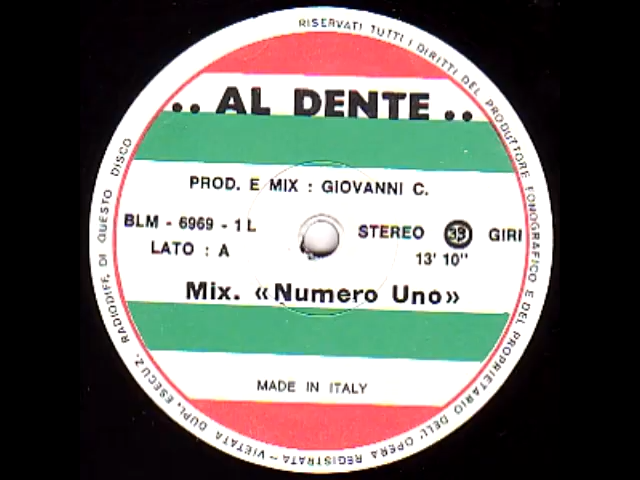 RISERVATI TUTTI I DIRITTI DEL PRODUTTORE FONOGRAFICO E DEL PROPRIETARIO DELL'OPERA REGISTRATA - VIETATA DUPL. ESECUZ. RADIODIFF. DI QUESTO DISCO
.. AL DENTE ..
PROD. E MIX : GIOVANNI C.
BLM - 6969 - 1L STEREO 33 GIRI
LATO : A 13' 10"
Mix. «Numero Uno»
MADE IN ITALY